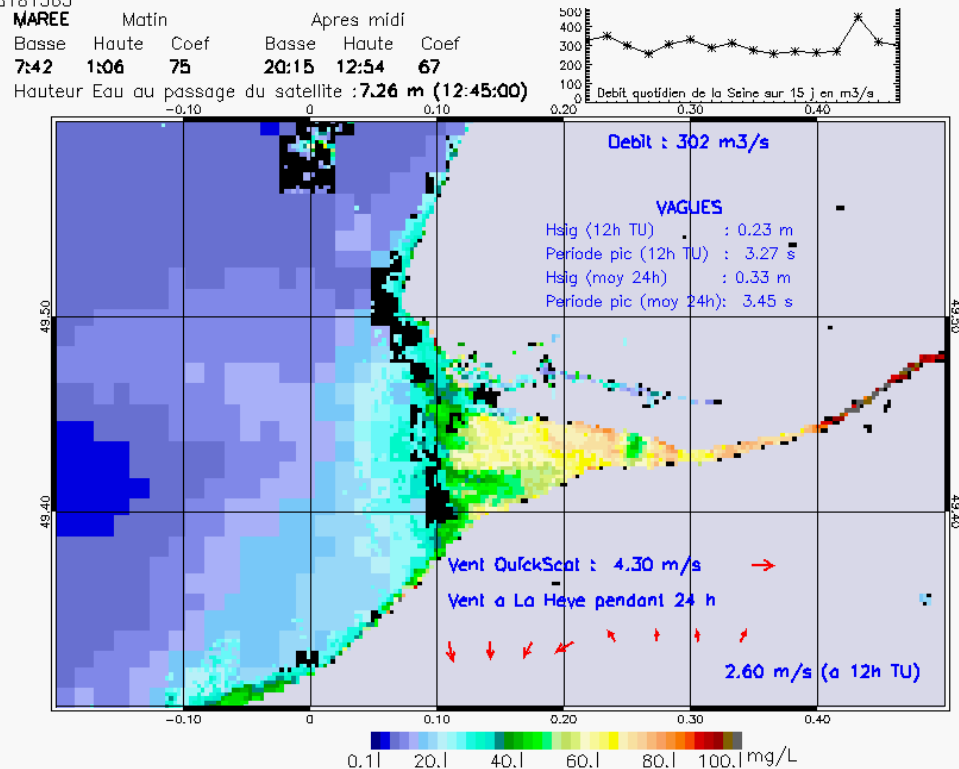 MAREE Matin Apres midi
Basse Haute Coef Basse Haute Coef
7:42 1:06 75 20:15 12:54 67
Hauteur Eau au passage du satellite :7.26 m (12:45:00)
500
400
300
200
100
0
Debit quotidien de la Seine sur 15 j en m3/s
-0.10 0 0.10 0.20 0.30 0.40
Debit : 302 m3/s
VAGUES
Hsig (12h TU) : 0.23 m
Periode pic (12h TU) : 3.27 s
Hsig (moy 24h) : 0.33 m
Periode pic (moy 24h): 3.45 s
49.50 49.50
49.40 49.40
Vent QuickScat : 4.30 m/s
Vent a La Heve pendant 24 h
2.60 m/s (a 12h TU)
-0.10 0 0.10 0.20 0.30 0.40
0.1| 20.| 40.| 60.| 80.| 100.| mg/L